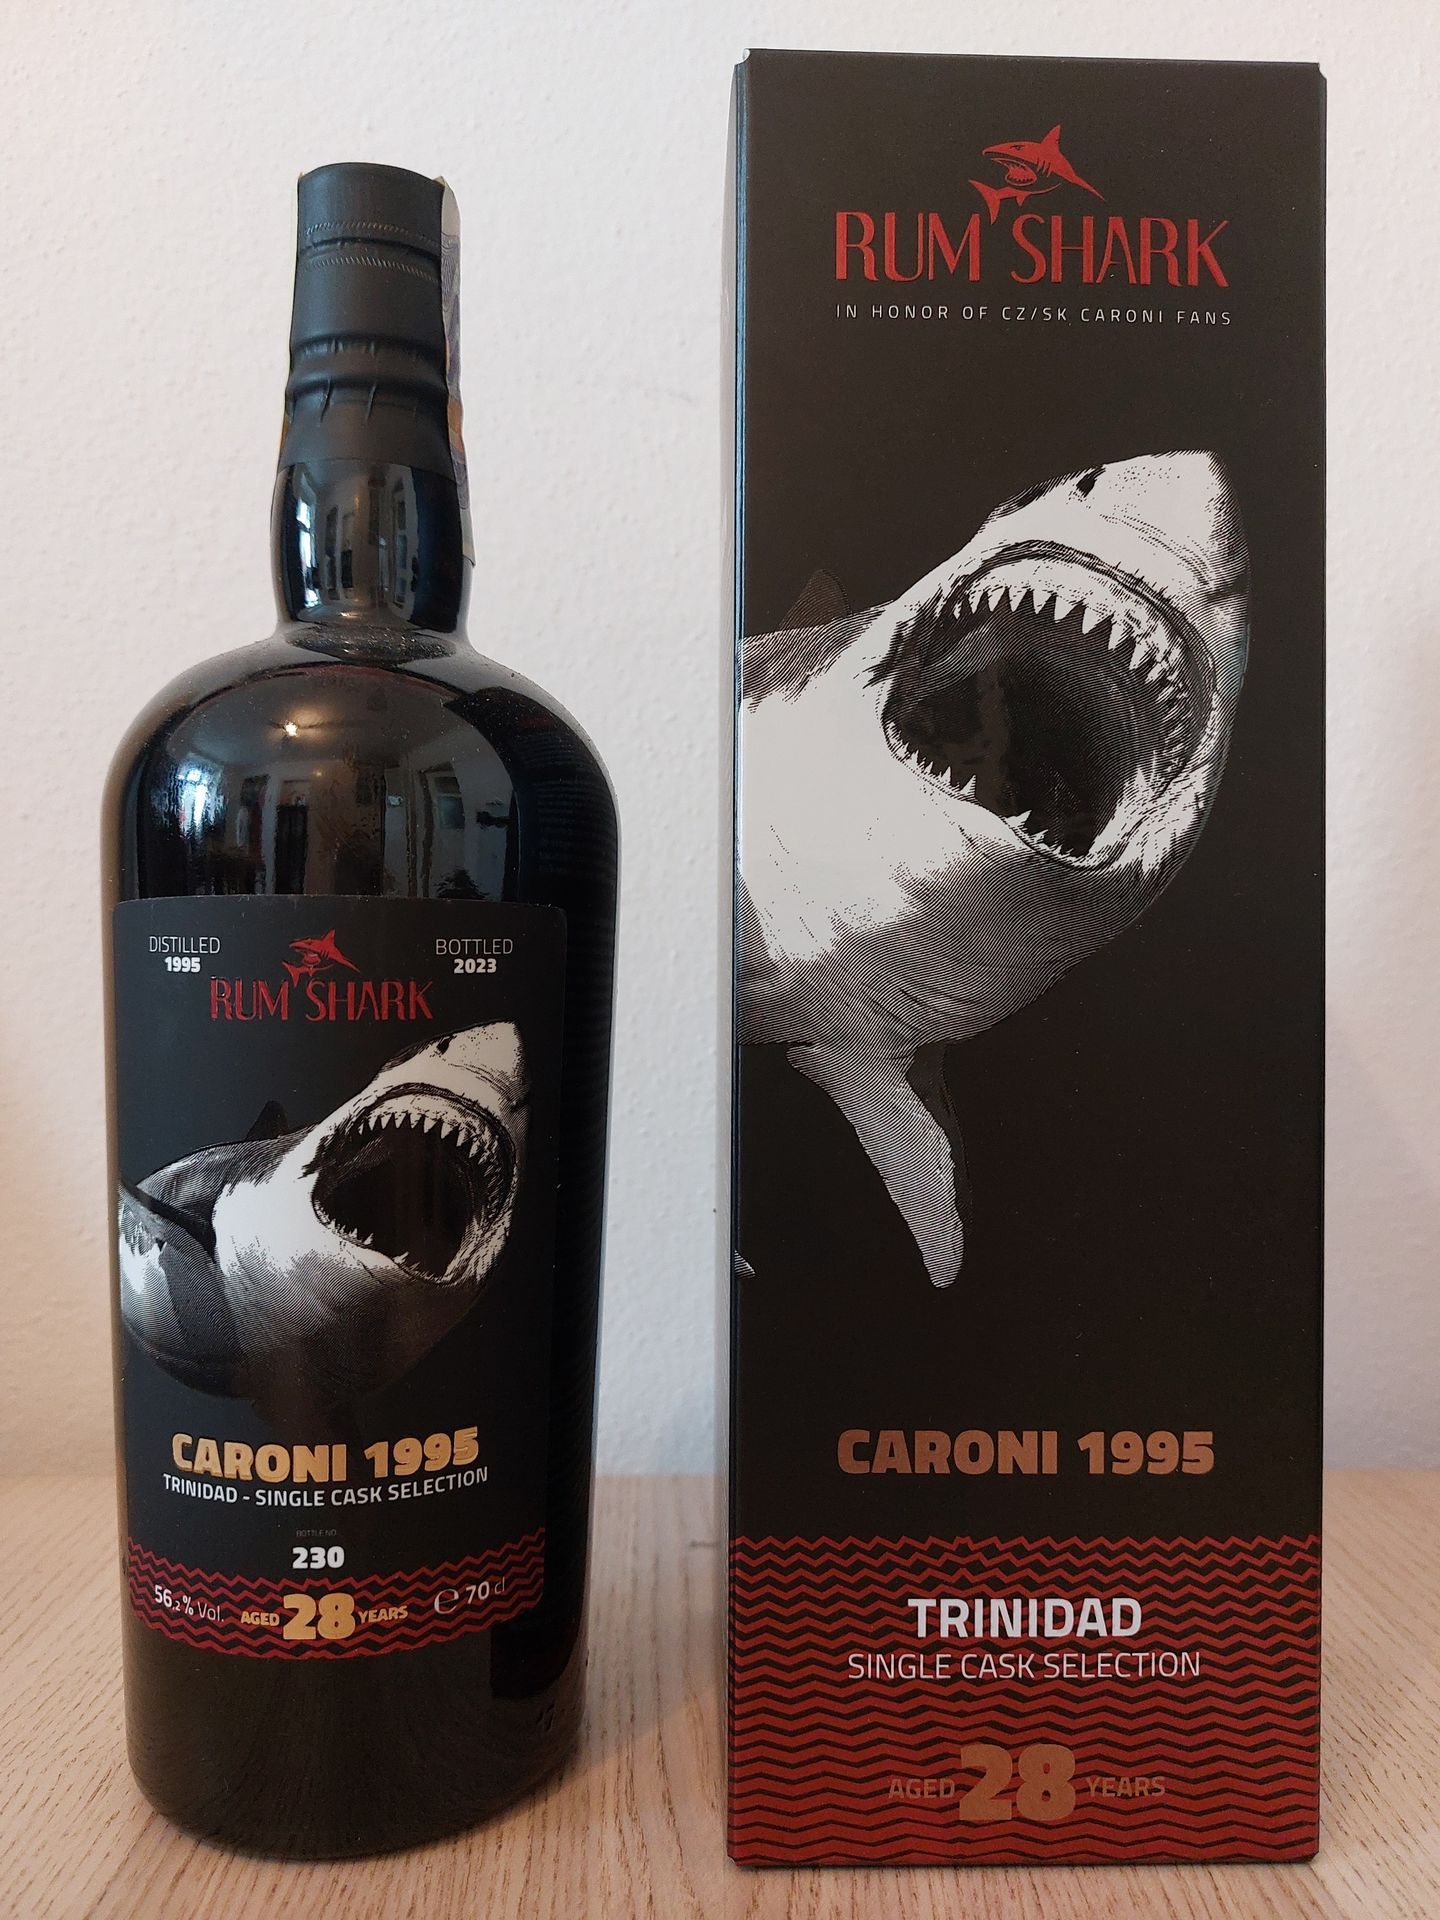 DISTILLED
1995
BOTTLED
2023
RUM SHARK
CARONI 1995
TRINIDAD - SINGLE CASK SELECTION
BOTTLE NO.
230
56,2% Vol.
AGED 28 YEARS
℮ 70 cl
RUM SHARK
IN HONOR OF CZ/SK CARONI FANS
CARONI 1995
TRINIDAD
SINGLE CASK SELECTION
AGED 28 YEARS